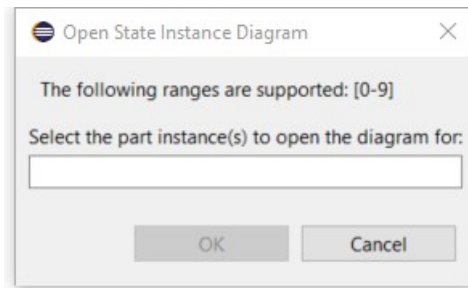 Open State Instance Diagram
The following ranges are supported: [0-9]
Select the part instance(s) to open the diagram for:
OK
Cancel